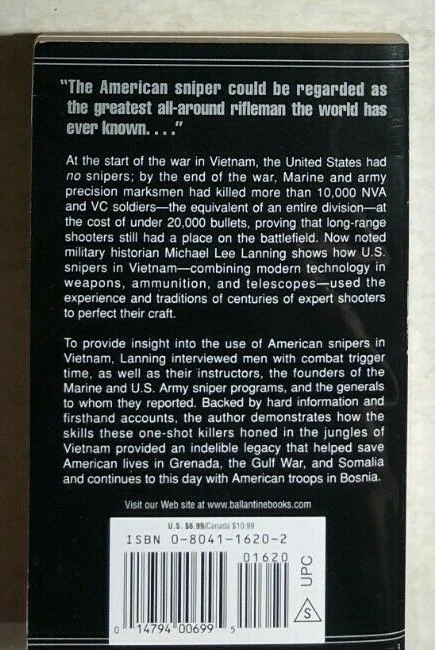 "The American sniper could be regarded as
the greatest all-around rifleman the world has
ever known. . . ."
At the start of the war in Vietnam, the United States had
no snipers; by the end of the war, Marine and army
precision marksmen had killed more than 10,000 NVA
and VC soldiers—the equivalent of an entire division—at
the cost of under 20,000 bullets, proving that long-range
shooters still had a place on the battlefield. Now noted
military historian Michael Lee Lanning shows how U.S.
snipers in Vietnam—combining modern technology in
weapons, ammunition, and telescopes—used the
experience and traditions of centuries of expert shooters
to perfect their craft.
To provide insight into the use of American snipers in
Vietnam, Lanning interviewed men with combat trigger
time, as well as their instructors, the founders of the
Marine and U.S. Army sniper programs, and the generals
to whom they reported. Backed by hard information and
firsthand accounts, the author demonstrates how the
skills these one-shot killers honed in the jungles of
Vietnam provided an indelible legacy that helped save
American lives in Grenada, the Gulf War, and Somalia
and continues to this day with American troops in Bosnia.
Visit our Web site at www.ballantinebooks.com
U.S. $6.99/Canada $10.99
ISBN 0-8041-1620-2
01620
UPC
S
0 14794 00699 5